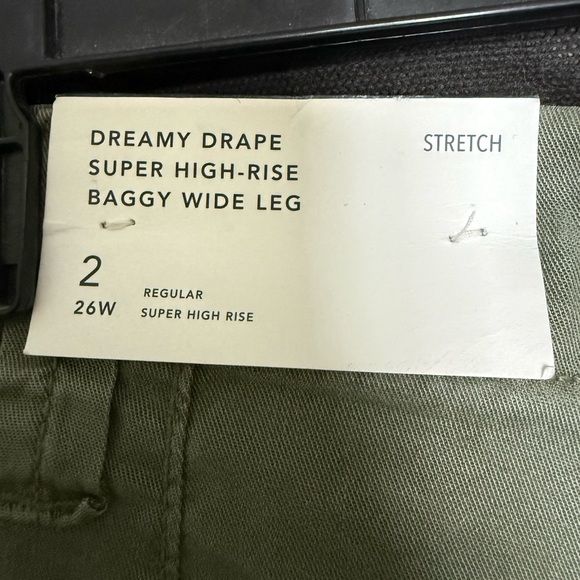 DREAMY DRAPE
SUPER HIGH-RISE
BAGGY WIDE LEG
STRETCH
2
26W
REGULAR
SUPER HIGH RISE